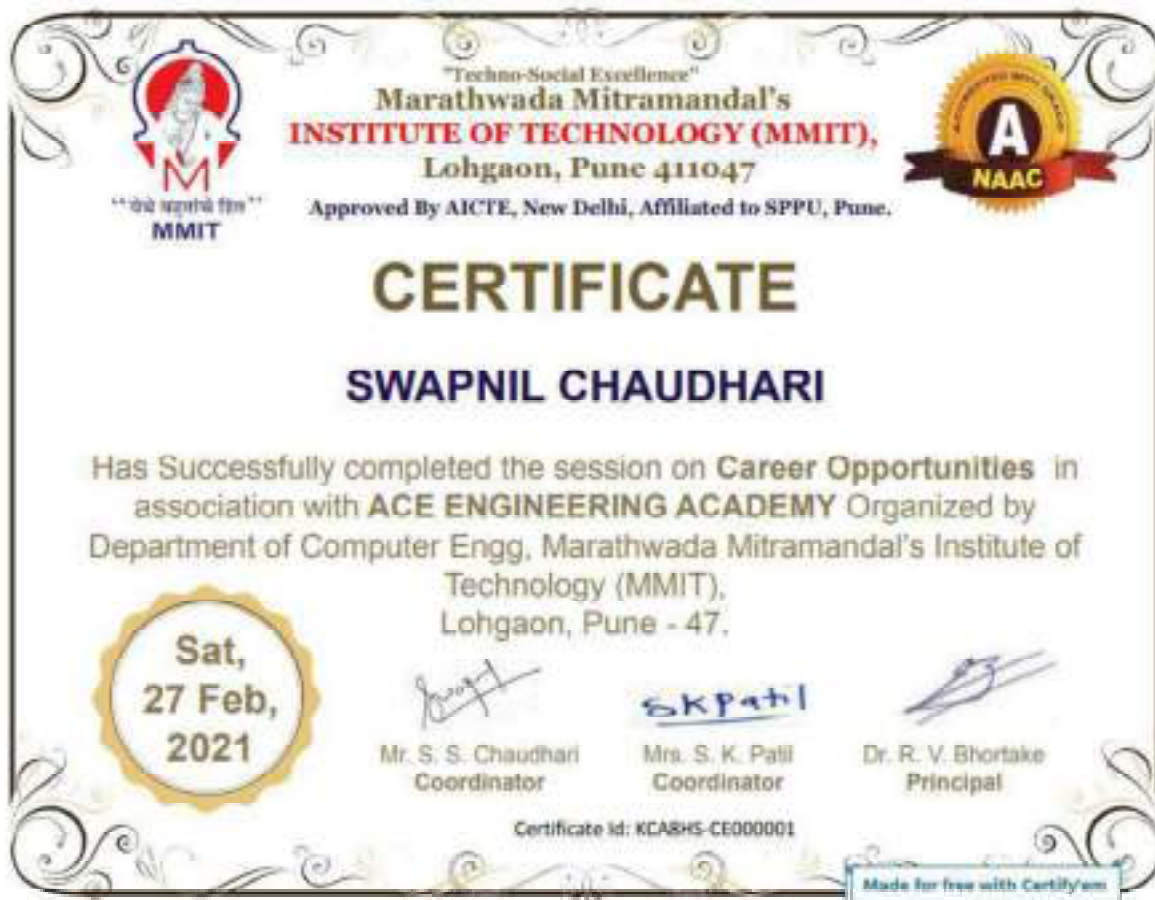 "Techno-Social Excellence"
Marathwada Mitramandal's
INSTITUTE OF TECHNOLOGY (MMIT),
Lohgaon, Pune 411047
Approved By AICTE, New Delhi, Affiliated to SPPU, Pune.
MMIT
A
NAAC
CERTIFICATE
SWAPNIL CHAUDHARI
Has Successfully completed the session on Career Opportunities in
association with ACE ENGINEERING ACADEMY Organized by
Department of Computer Engg, Marathwada Mitramandal's Institute of
Technology (MMIT),
Lohgaon, Pune - 47.
Sat,
27 Feb,
2021
SKPatil
Mr. S. S. Chaudhari
Coordinator
Mrs. S. K. Patil
Coordinator
Dr. R. V. Bhortake
Principal
Certificate Id: KCA8HS-CE000001
Made for free with Certify'em